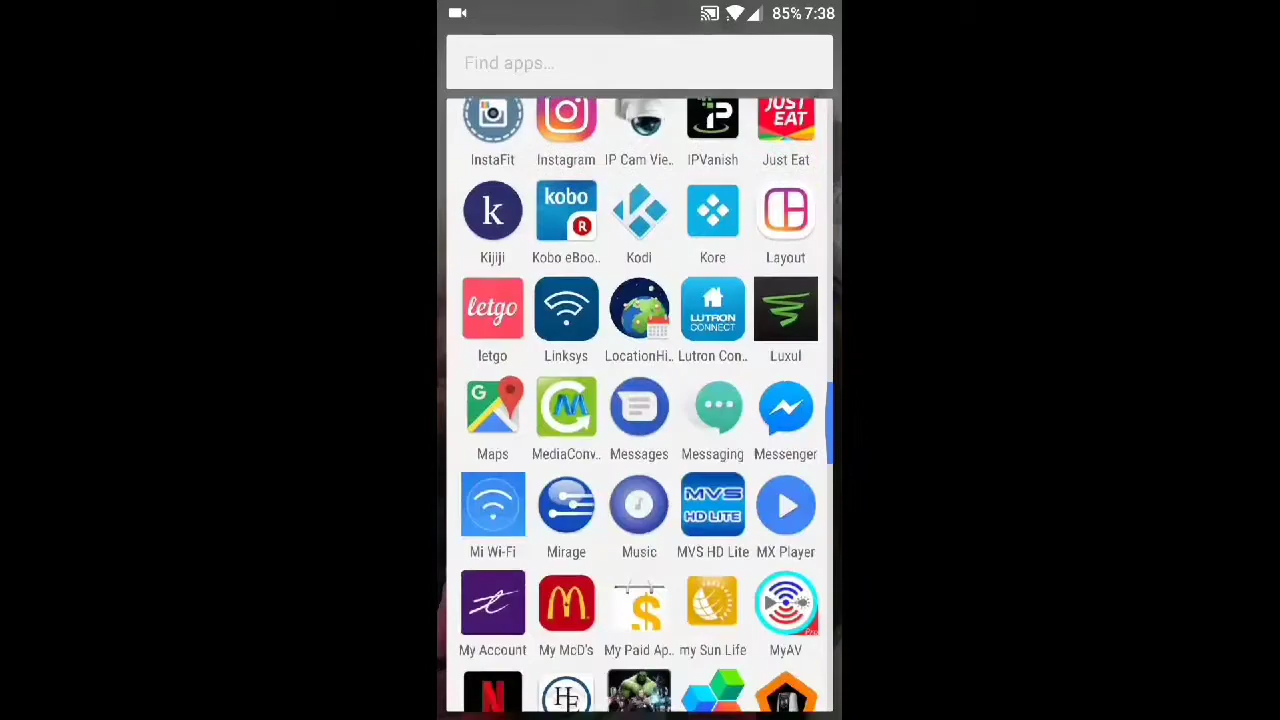 85% 7:38
Find apps...
JUST EAT
InstaFit Instagram IP Cam Vie.. IPVanish Just Eat
k kobo R
Kijiji Kobo eBoo.. Kodi Kore Layout
letgo LUTRON CONNECT
letgo Linksys LocationHi.. Lutron Con.. Luxul
G M
Maps MediaConv.. Messages Messaging Messenger
MVS HD LITE
Mi Wi-Fi Mirage Music MVS HD Lite MX Player
t M $ Pro
My Account My McD's My Paid Ap.. my Sun Life MyAV
N HE